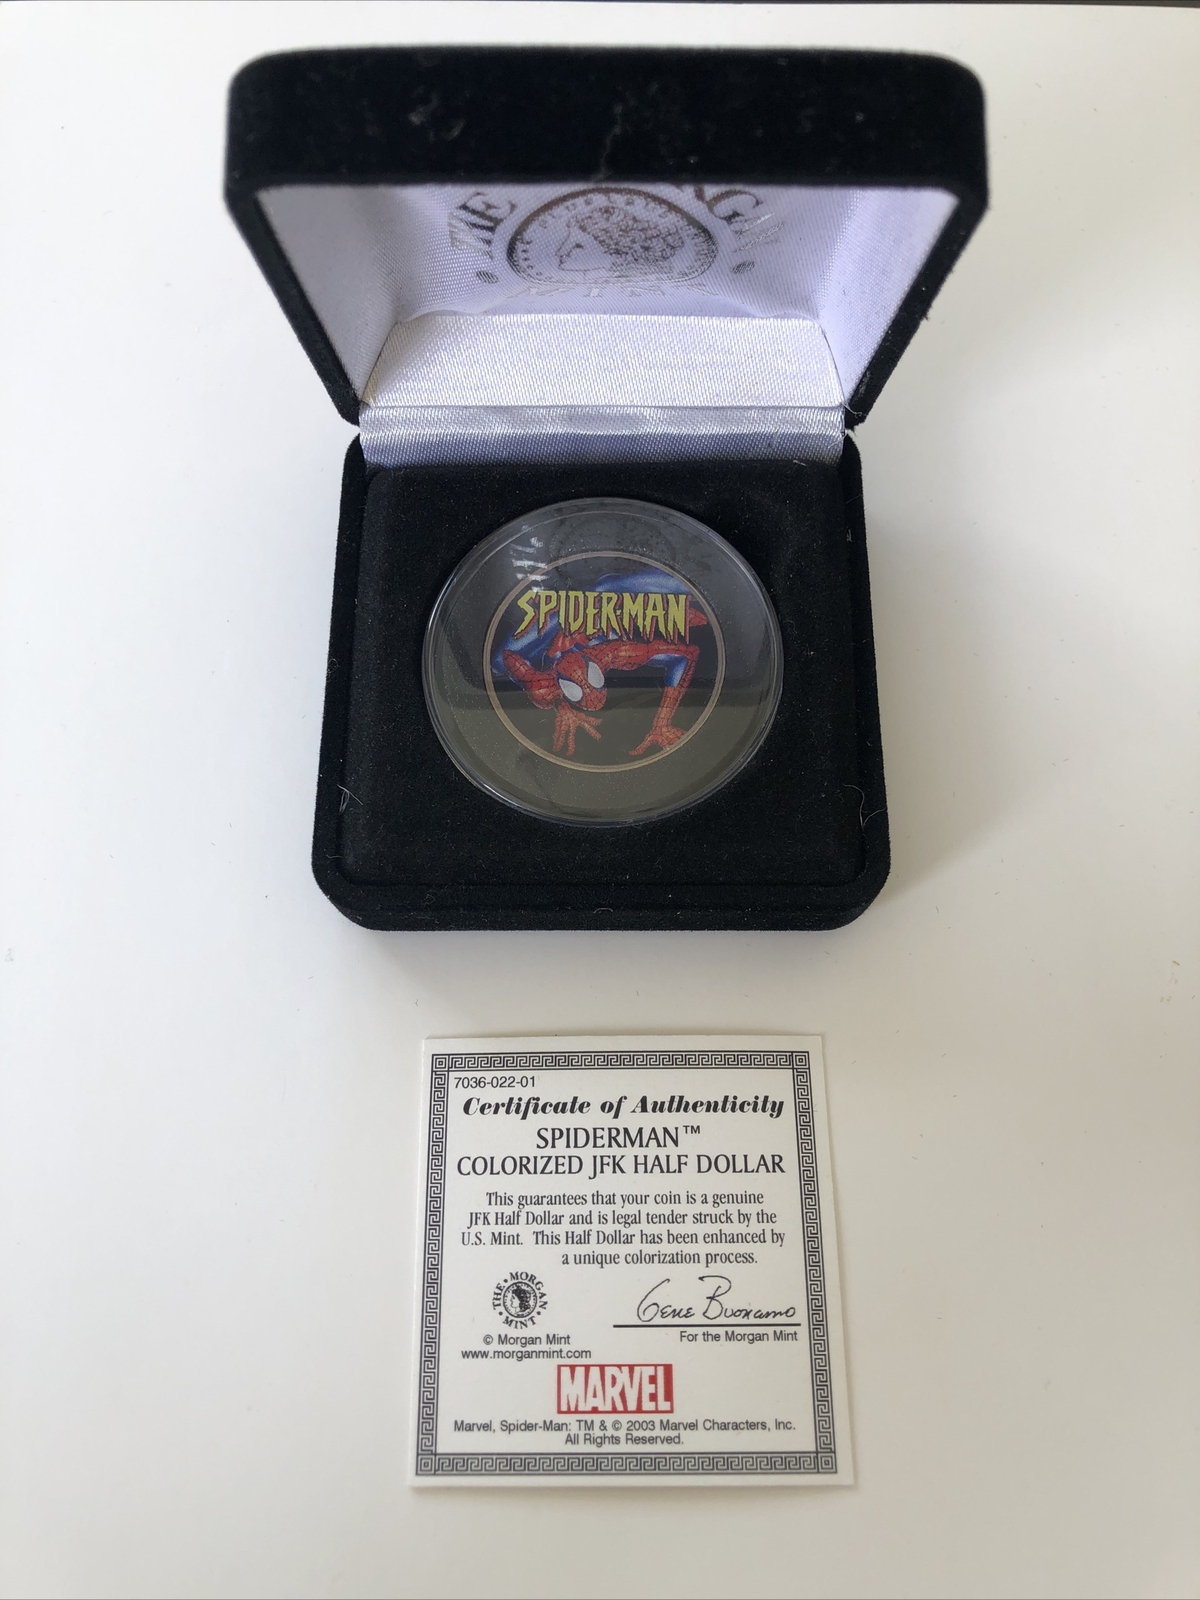 THE MORGAN
MINT
SPIDER-MAN
7036-022-01
Certificate of Authenticity
SPIDERMAN™
COLORIZED JFK HALF DOLLAR
This guarantees that your coin is a genuine
JFK Half Dollar and is legal tender struck by the
U.S. Mint. This Half Dollar has been enhanced by
a unique colorization process.
THE • MORGAN • MINT •
Gene Buonamo
© Morgan Mint
For the Morgan Mint
www.morganmint.com
MARVEL
Marvel, Spider-Man: TM & © 2003 Marvel Characters, Inc.
All Rights Reserved.